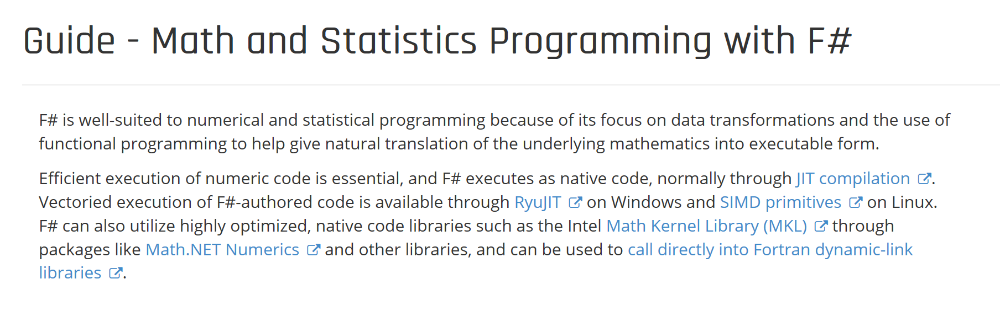 Guide - Math and Statistics Programming with F#
F# is well-suited to numerical and statistical programming because of its focus on data transformations and the use of
functional programming to help give natural translation of the underlying mathematics into executable form.
Efficient execution of numeric code is essential, and F# executes as native code, normally through JIT compilation.
Vectoried execution of F#-authored code is available through RyuJIT on Windows and SIMD primitives on Linux.
F# can also utilize highly optimized, native code libraries such as the Intel Math Kernel Library (MKL) through
packages like Math.NET Numerics and other libraries, and can be used to call directly into Fortran dynamic-link
libraries.